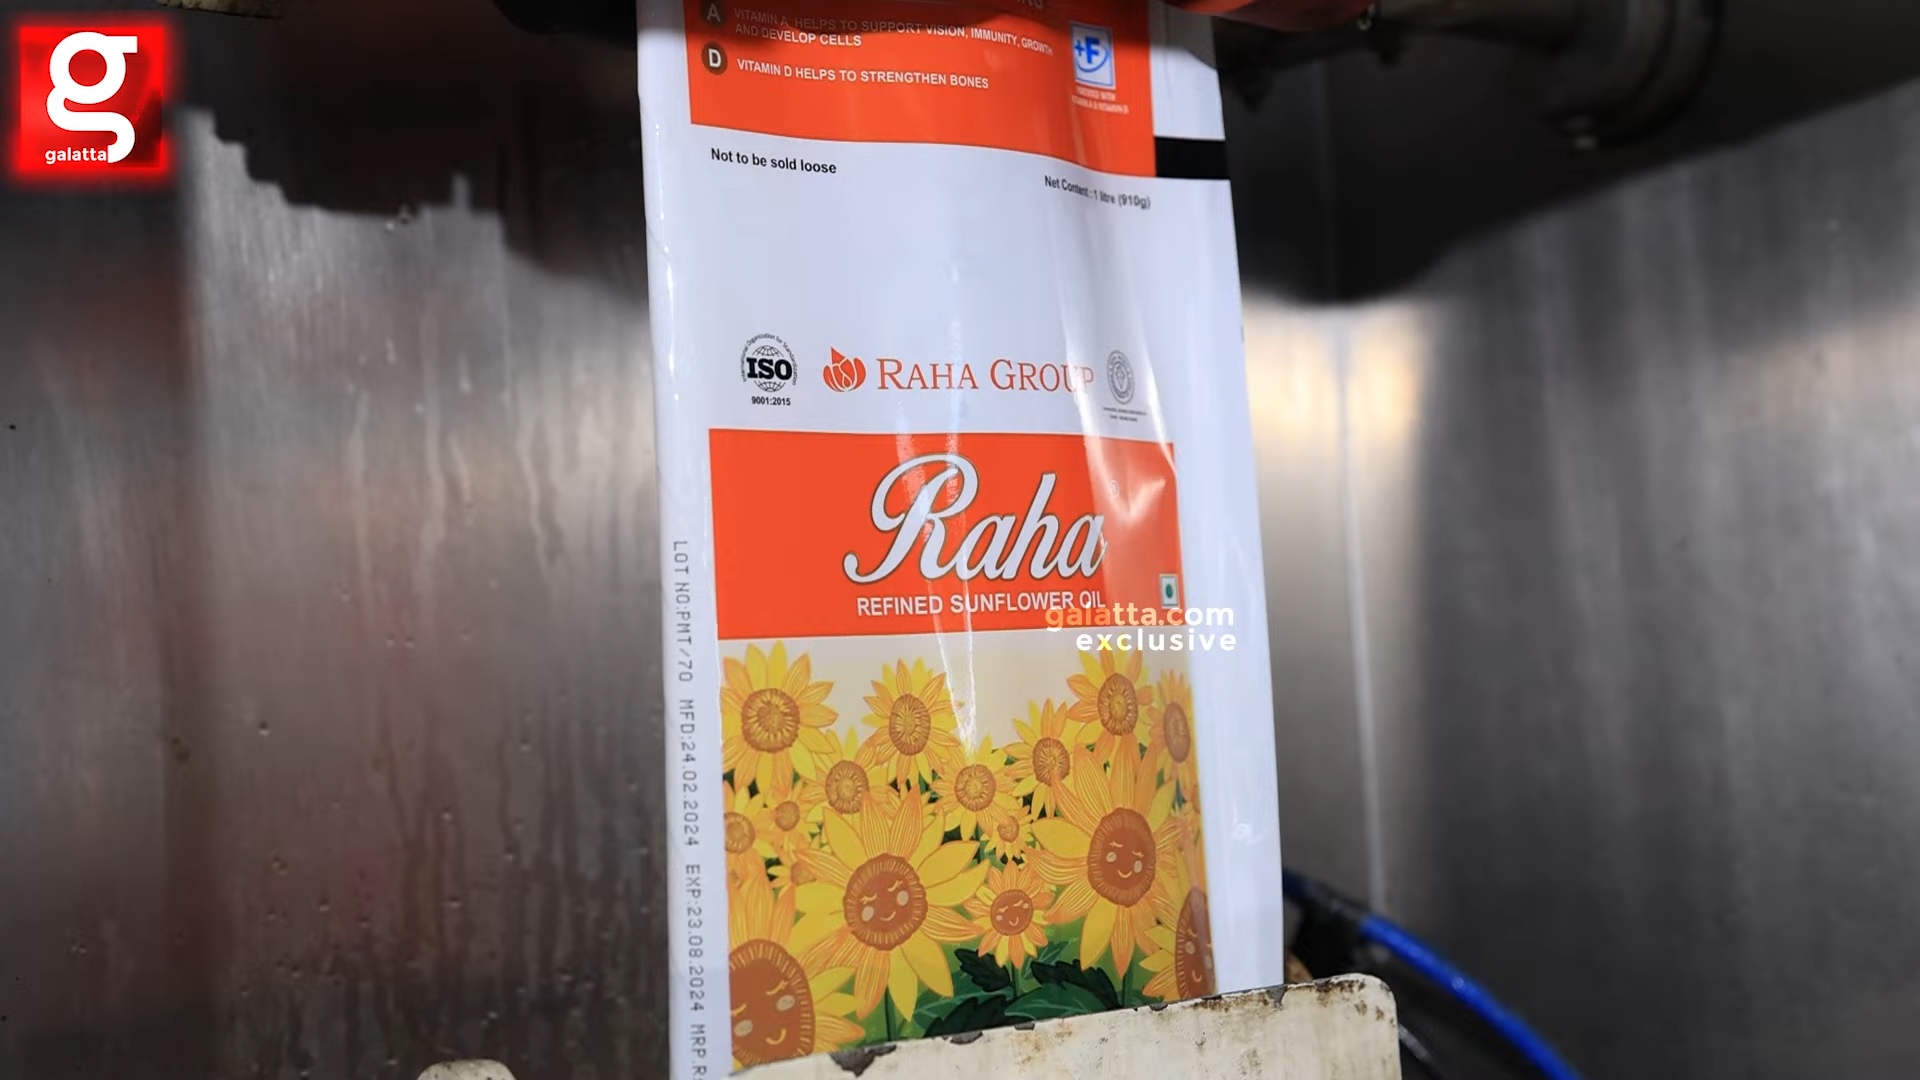 galatta
A
VITAMIN A, HELPS TO SUPPORT VISION, IMMUNITY, GROWTH
AND DEVELOP CELLS
D
VITAMIN D HELPS TO STRENGTHEN BONES
+F
Not to be sold loose
Net Content : 1 litre (910g)
ISO
9001:2015
RAHA GROUP
Raha
REFINED SUNFLOWER OIL
galatta.com
exclusive
LOT NO:PMT/70 MFD:24.02.2024 EXP:23.08.2024 MRP.Rs